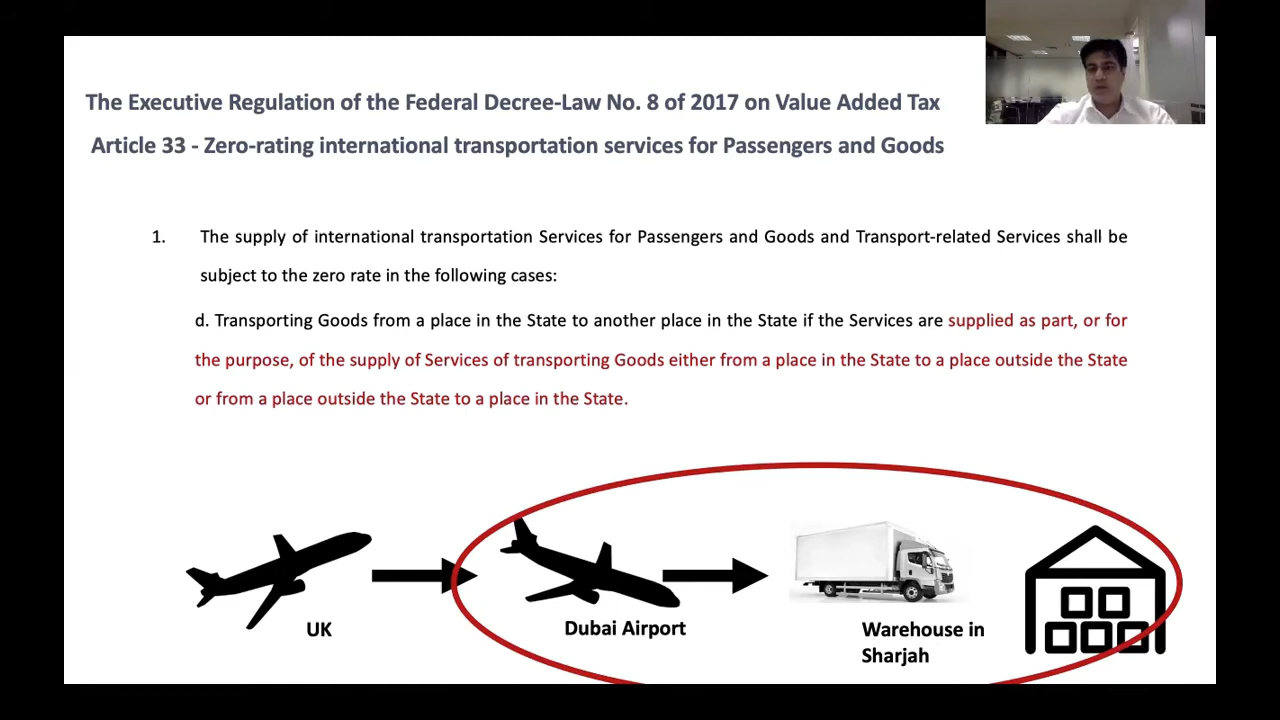 The Executive Regulation of the Federal Decree-Law No. 8 of 2017 on Value Added Tax
Article 33 - Zero-rating international transportation services for Passengers and Goods
1. The supply of international transportation Services for Passengers and Goods and Transport-related Services shall be
subject to the zero rate in the following cases:
d. Transporting Goods from a place in the State to another place in the State if the Services are supplied as part, or for
the purpose, of the supply of Services of transporting Goods either from a place in the State to a place outside the State
or from a place outside the State to a place in the State.
UK
Dubai Airport
Warehouse in
Sharjah